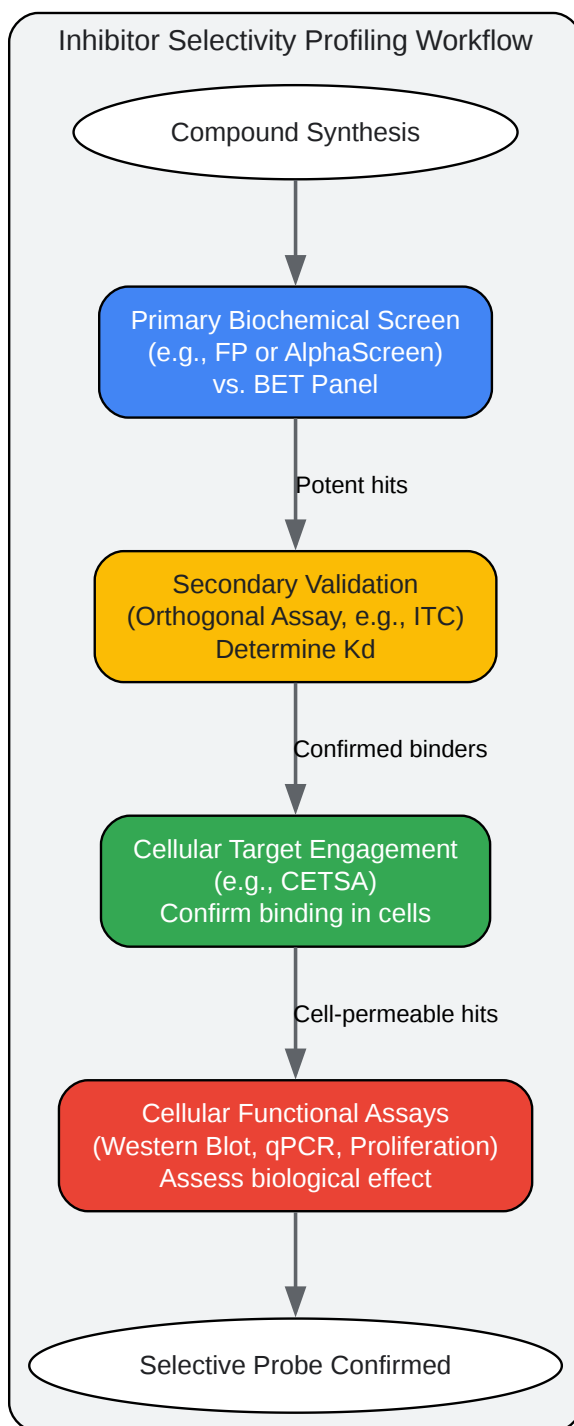 Inhibitor Selectivity Profiling Workflow
Compound Synthesis
Primary Biochemical Screen
(e.g., FP or AlphaScreen)
vs. BET Panel
Potent hits
Secondary Validation
(Orthogonal Assay, e.g., ITC)
Determine Kd
Confirmed binders
Cellular Target Engagement
(e.g., CETSA)
Confirm binding in cells
Cell-permeable hits
Cellular Functional Assays
(Western Blot, qPCR, Proliferation)
Assess biological effect
Selective Probe Confirmed